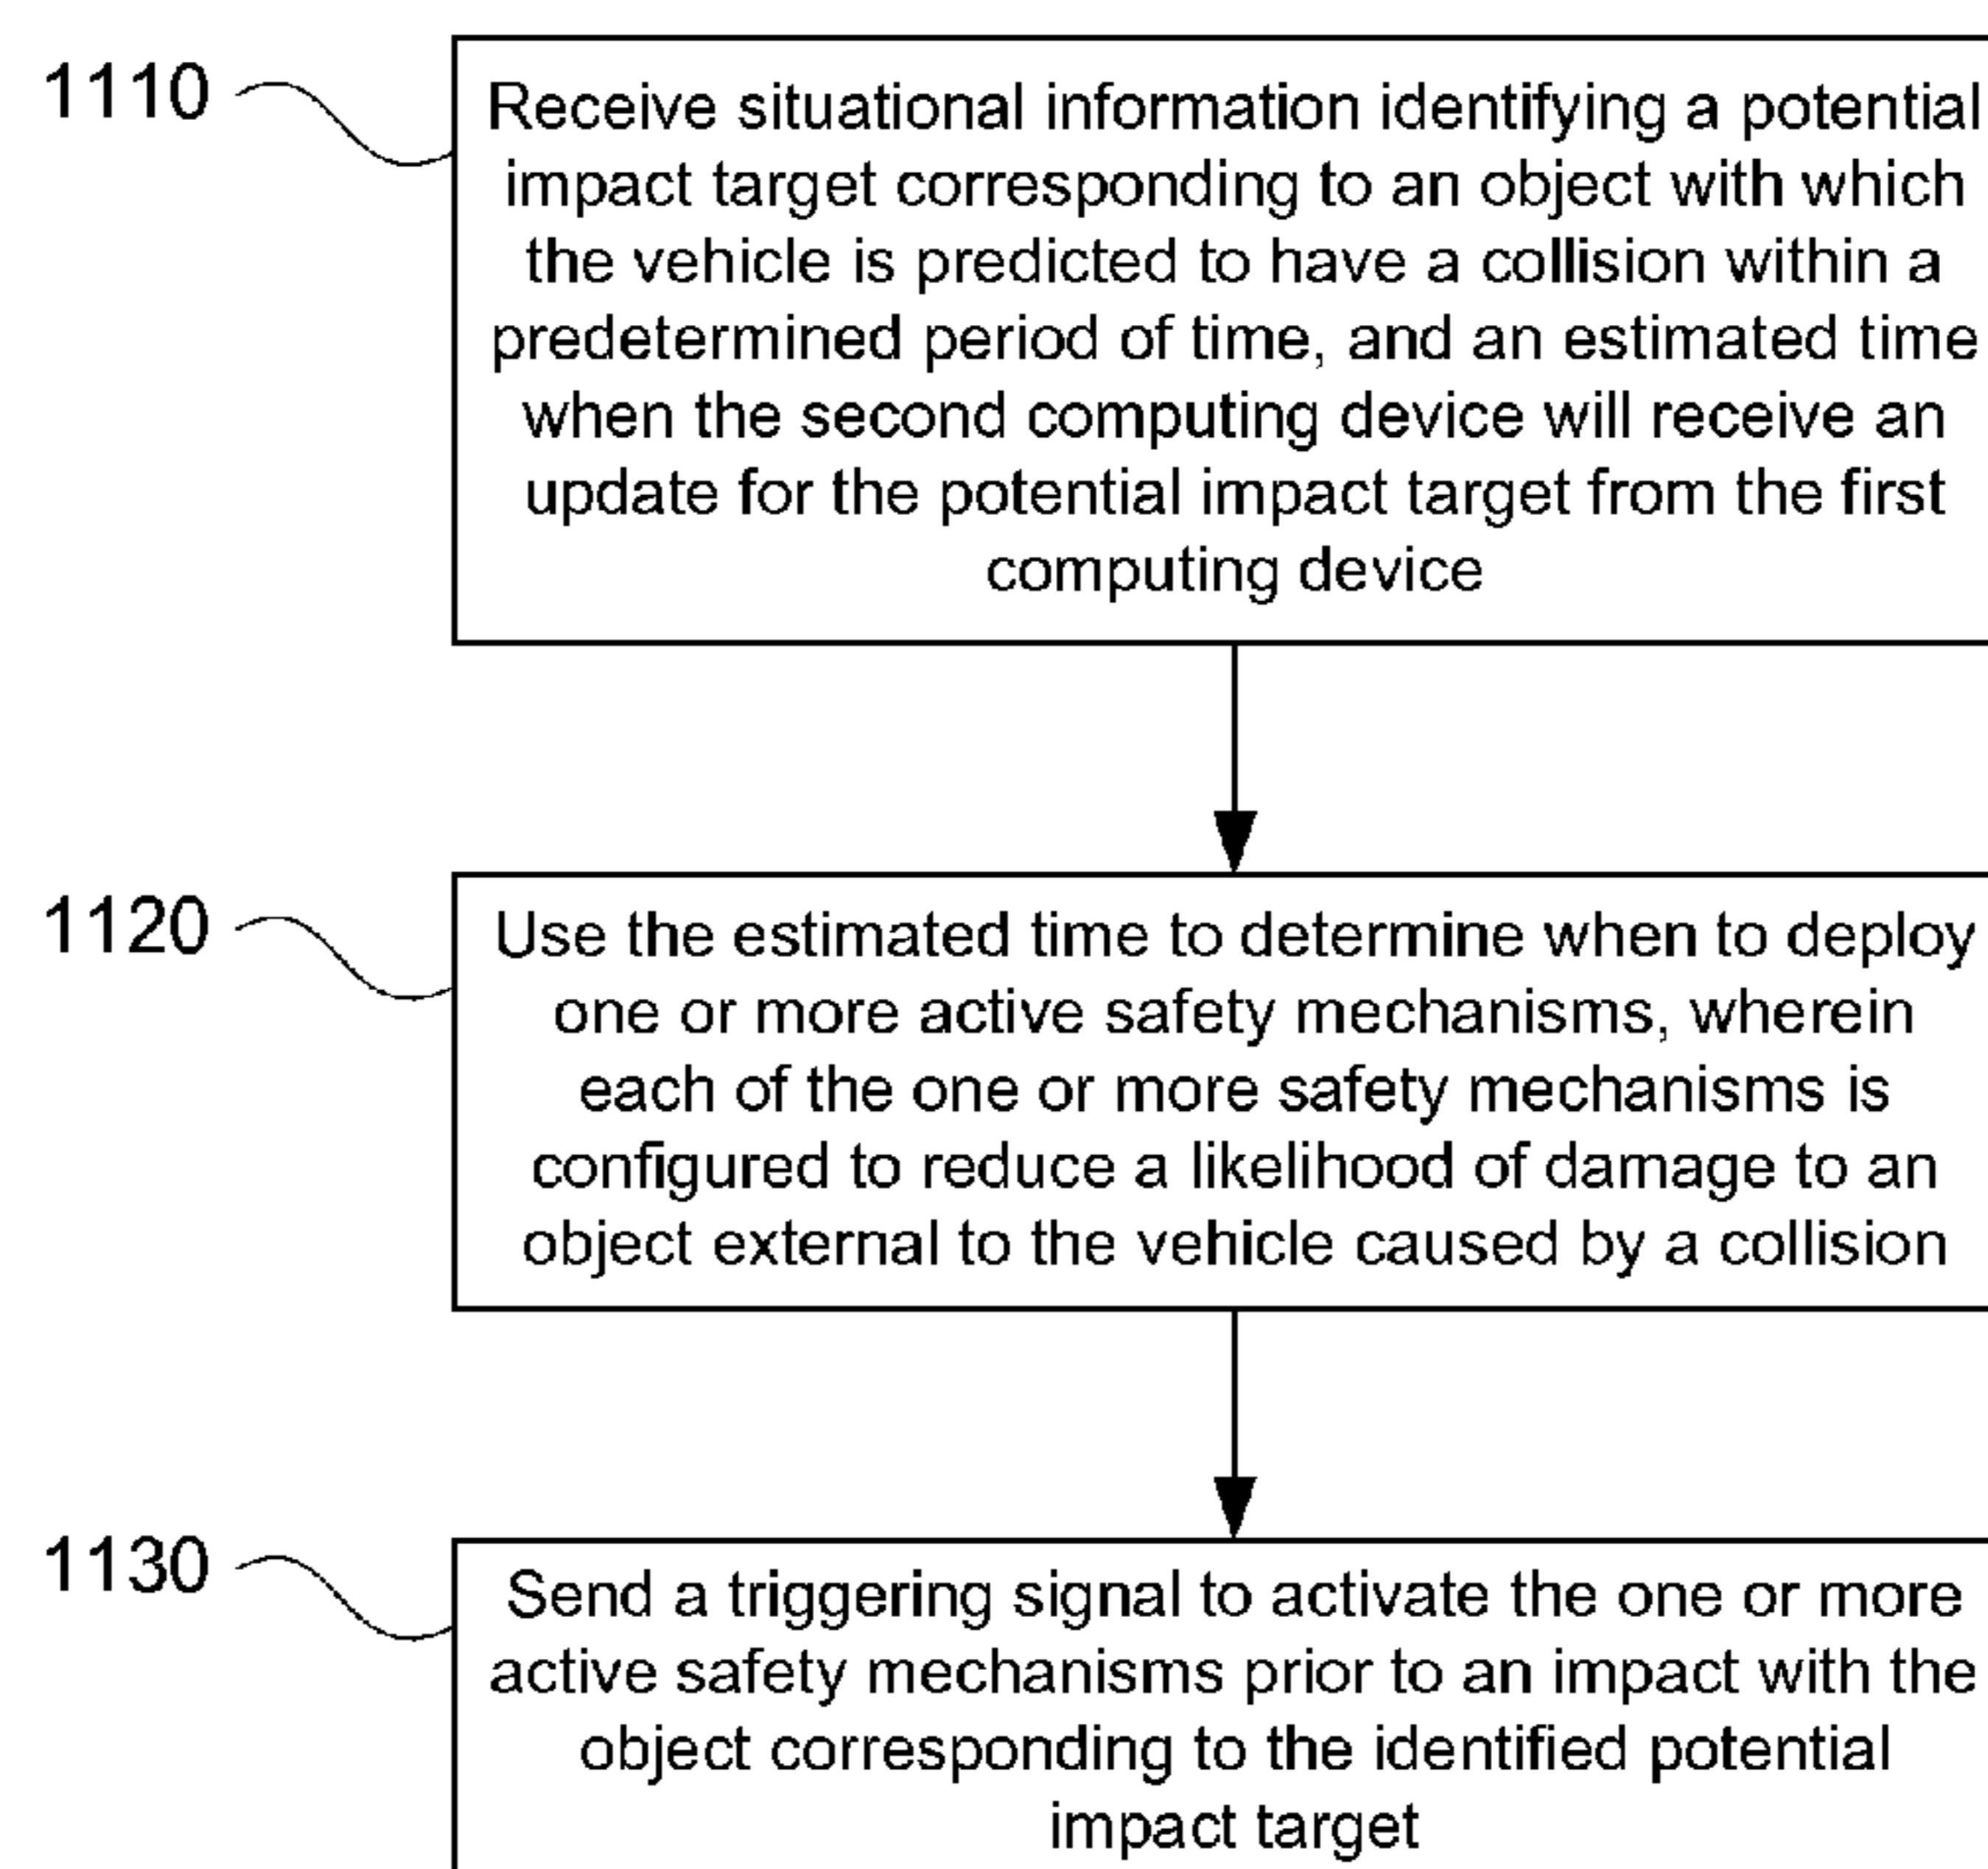 1110
Receive situational information identifying a potential
impact target corresponding to an object with which
the vehicle is predicted to have a collision within a
predetermined period of time, and an estimated time
when the second computing device will receive an
update for the potential impact target from the first
computing device
1120
Use the estimated time to determine when to deploy
one or more active safety mechanisms, wherein
each of the one or more safety mechanisms is
configured to reduce a likelihood of damage to an
object external to the vehicle caused by a collision
1130
Send a triggering signal to activate the one or more
active safety mechanisms prior to an impact with the
object corresponding to the identified potential
impact target